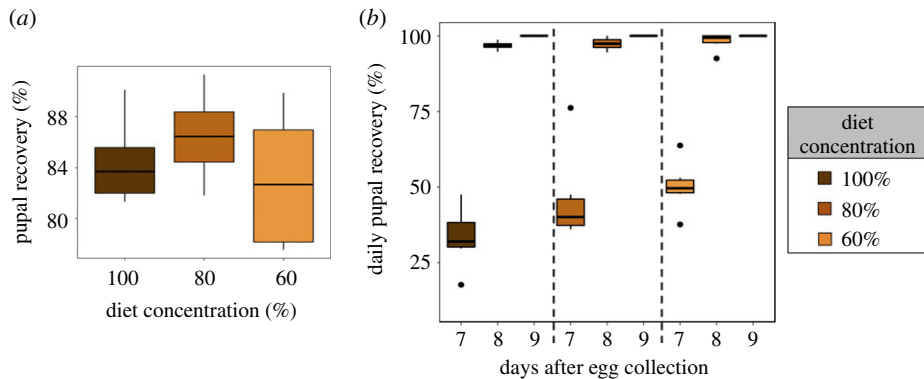 (a)
pupal recovery (%)
88
84
80
100 80 60
diet concentration (%)
(b)
daily pupal recovery (%)
100
75
50
25
7 8 9 7 8 9 7 8 9
days after egg collection
diet
concentration
100%
80%
60%